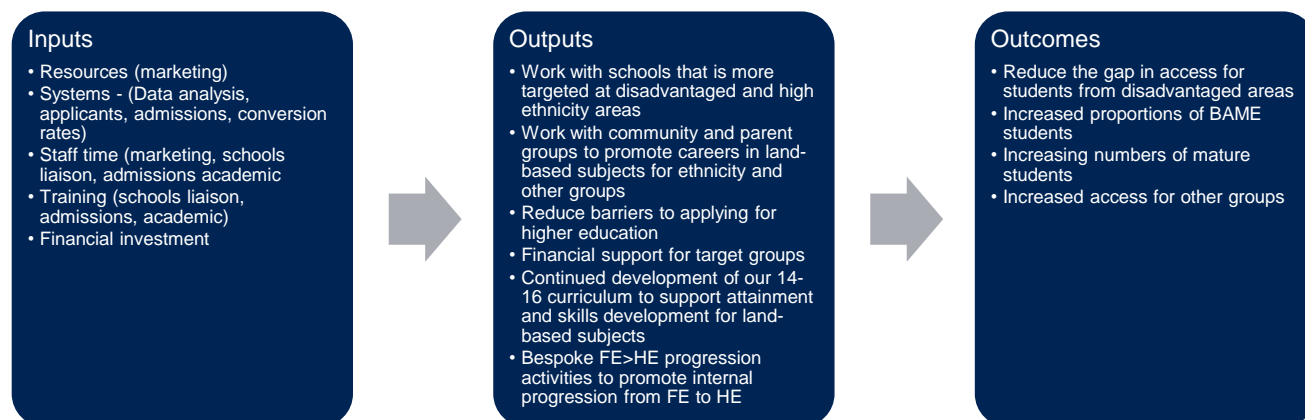 Inputs
• Resources (marketing)
• Systems - (Data analysis,
applicants, admissions, conversion
rates)
• Staff time (marketing, schools
liaison, admissions academic
• Training (schools liaison,
admissions, academic)
• Financial investment
Outputs
• Work with schools that is more
targeted at disadvantaged and high
ethnicity areas
• Work with community and parent
groups to promote careers in land-
based subjects for ethnicity and
other groups
• Reduce barriers to applying for
higher education
• Financial support for target groups
• Continued development of our 14-
16 curriculum to support attainment
and skills development for land-
based subjects
• Bespoke FE>HE progression
activities to promote internal
progression from FE to HE
Outcomes
• Reduce the gap in access for
students from disadvantaged areas
• Increased proportions of BAME
students
• Increasing numbers of mature
students
• Increased access for other groups